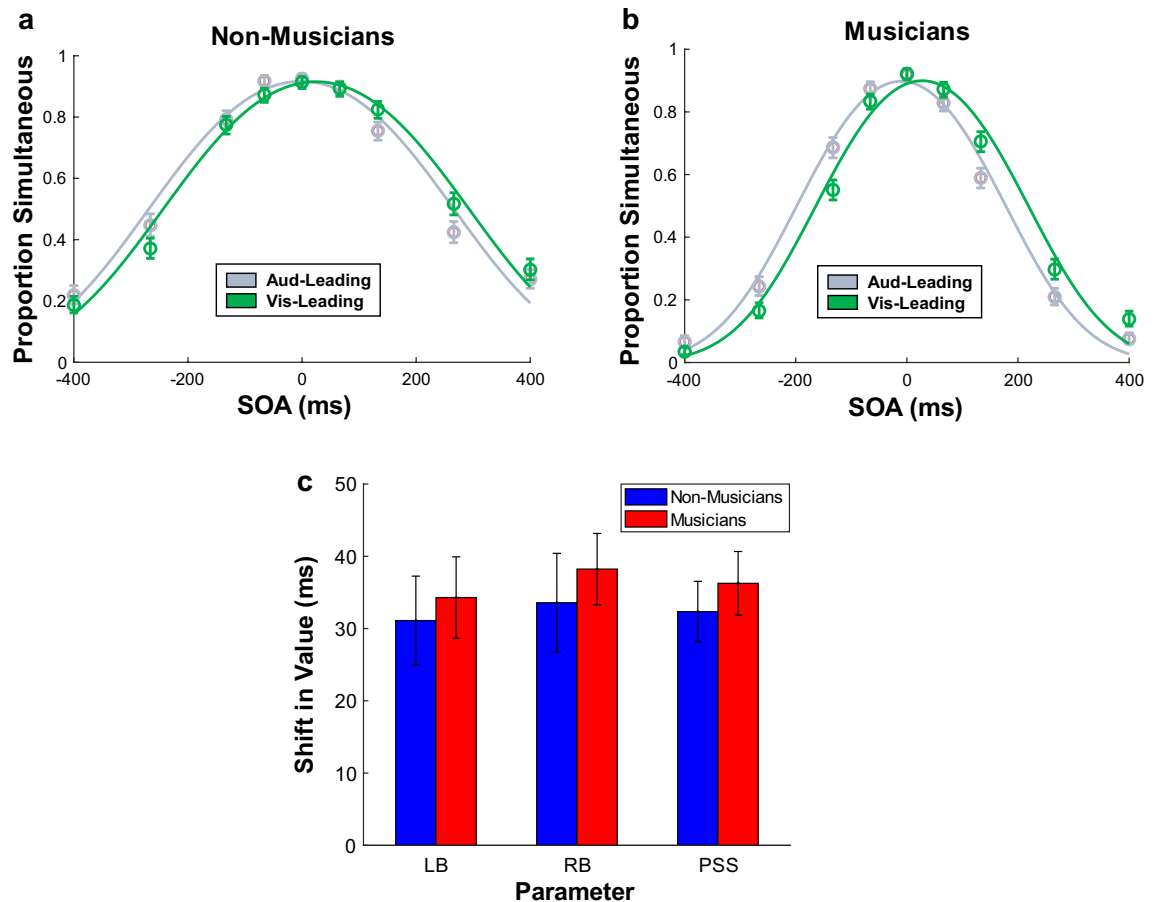 a
Non-Musicians
Proportion Simultaneous
1
0.8
0.6
0.4
0.2
0
Aud-Leading
Vis-Leading
-400 -200 0 200 400
SOA (ms)
b
Musicians
Proportion Simultaneous
1
0.8
0.6
0.4
0.2
0
Aud-Leading
Vis-Leading
-400 -200 0 200 400
SOA (ms)
c
Shift in Value (ms)
50
40
30
20
10
0
Non-Musicians
Musicians
LB RB PSS
Parameter